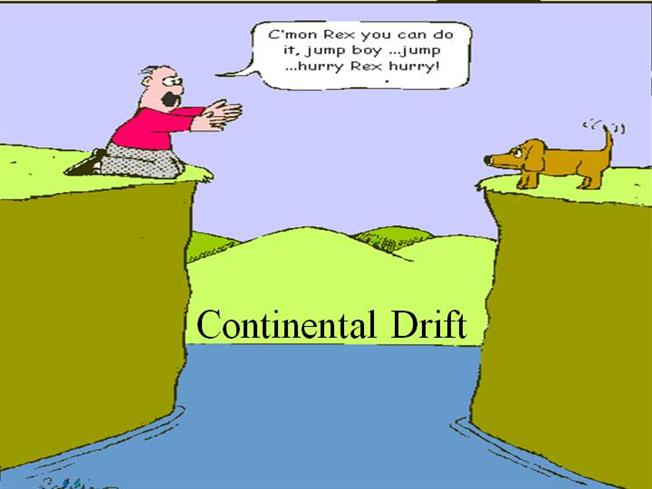 C'mon Rex you can do
it, jump boy ...jump
...hurry Rex hurry!
Continental Drift